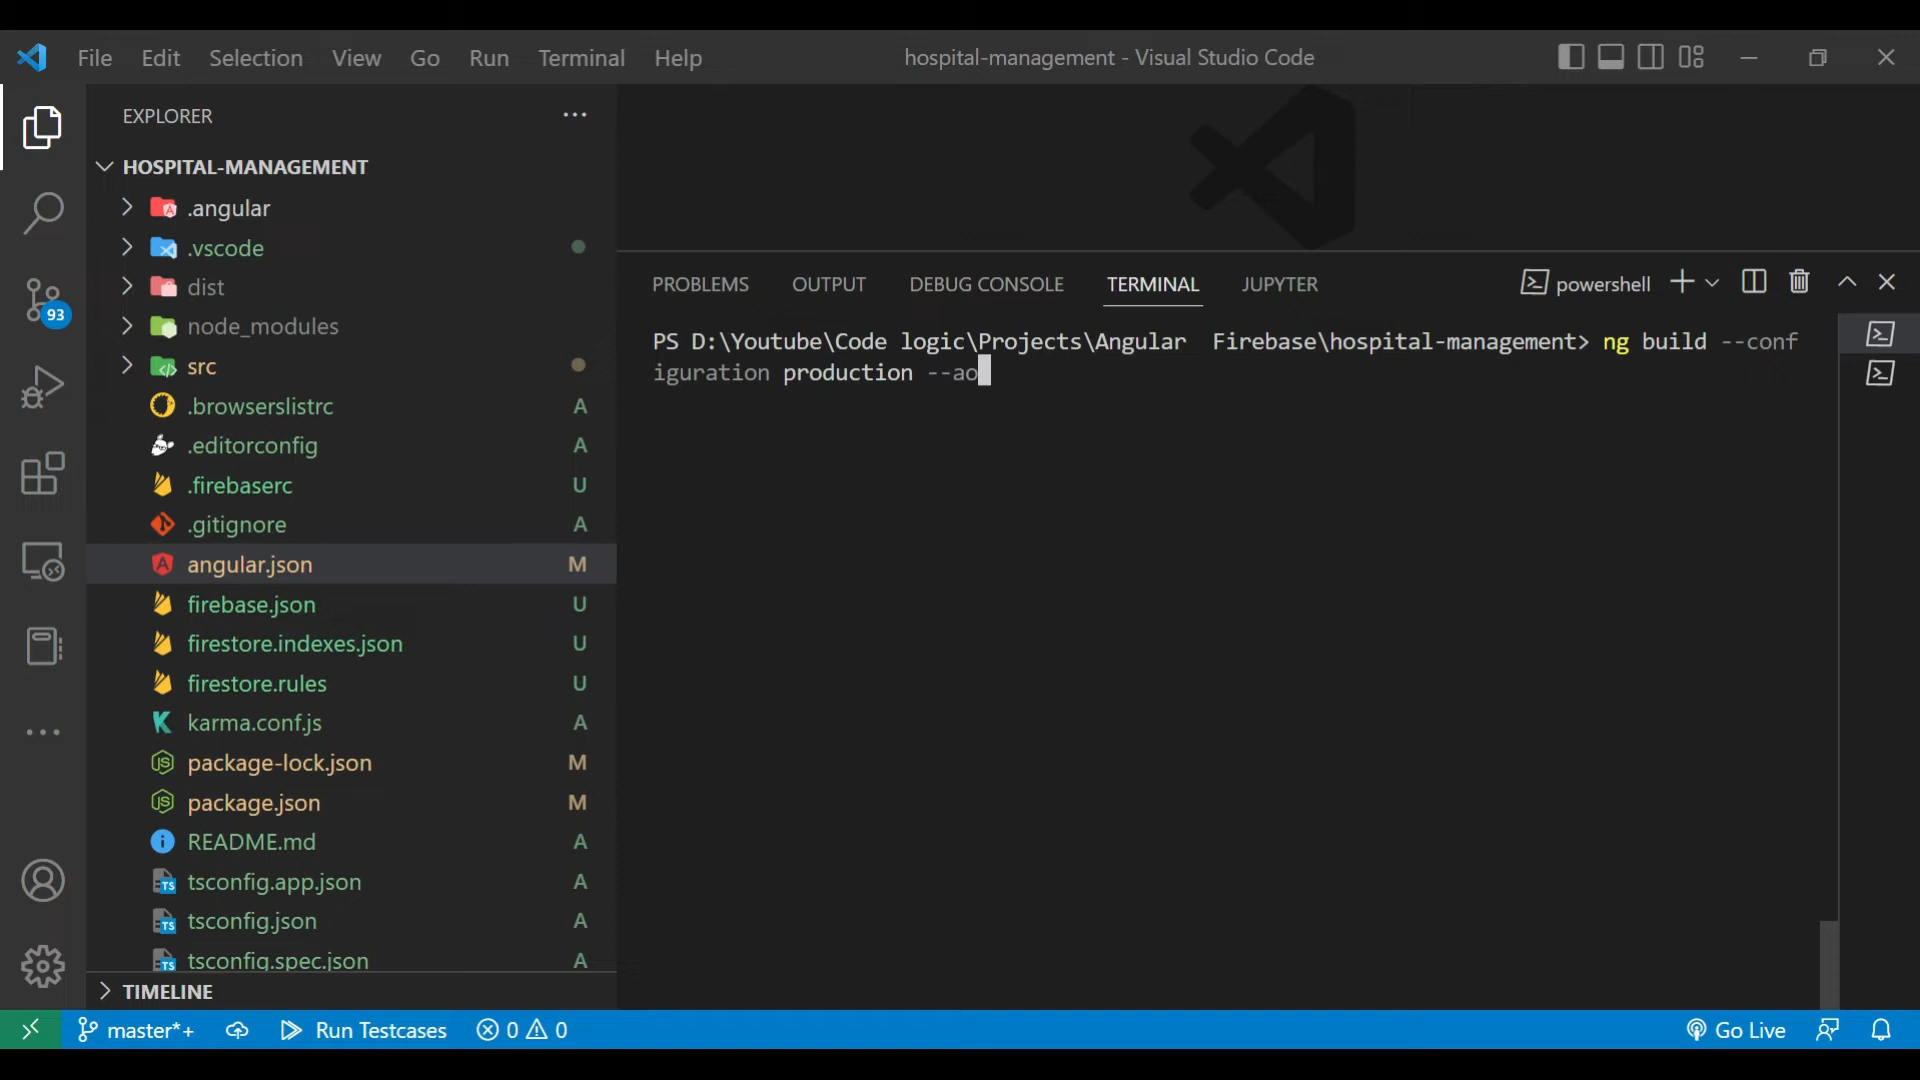 File Edit Selection View Go Run Terminal Help
hospital-management - Visual Studio Code
EXPLORER
HOSPITAL-MANAGEMENT
.angular
.vscode
dist
node_modules
src
.browserslistrc A
.editorconfig A
.firebaserc U
.gitignore A
angular.json M
firebase.json U
firestore.indexes.json U
firestore.rules U
karma.conf.js A
package-lock.json M
package.json M
README.md A
tsconfig.app.json A
tsconfig.json A
tsconfig.spec.json A
TIMELINE
93
PROBLEMS OUTPUT DEBUG CONSOLE TERMINAL JUPYTER
powershell
PS D:\Youtube\Code logic\Projects\Angular  Firebase\hospital-management> ng build --conf
iguration production --ao
master*+ Run Testcases 0 0
Go Live